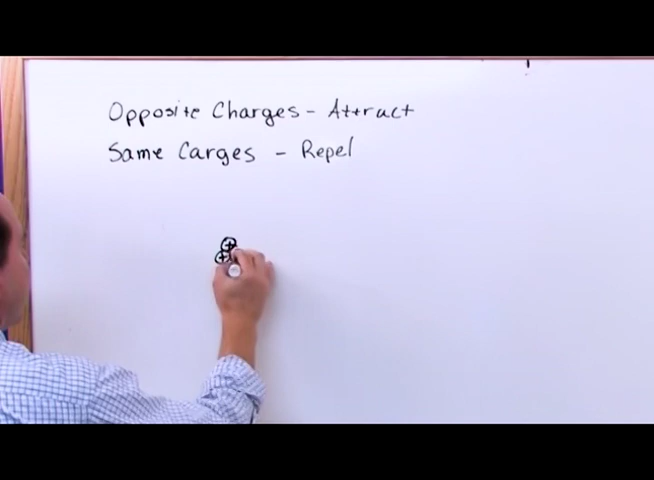 Opposite Charges - Attract
Same Carges - Repel
+
+